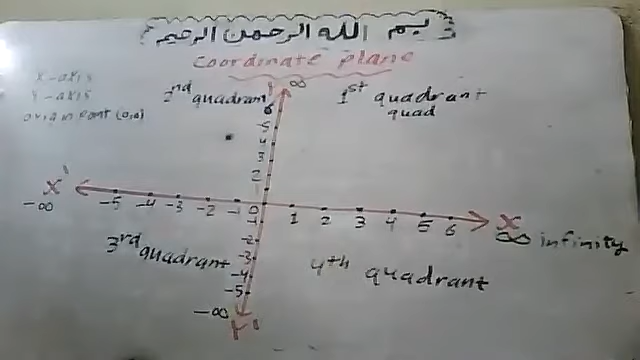 بسم الله الرحمن الرحيم
Coordinate plane
X-axis
Y-axis
origin point (0,0)
2nd quadrant
Y ∞
1st quadrant
quad
6
5
4
3
2
1
X'
-∞
-5 -4 -3 -2 -1 0 1 2 3 4 5 6
X
∞ infinity
-1
-2
-3
-4
-5
3rd quadrant
4th quadrant
-∞
Y'